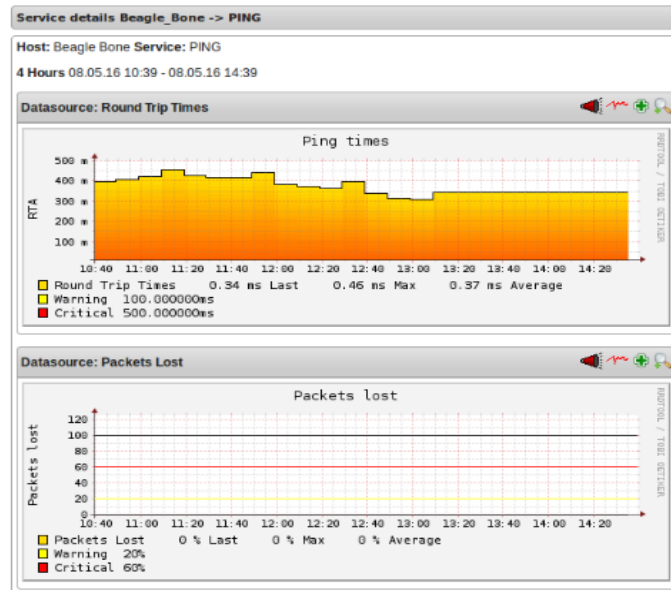 Service details Beagle_Bone -> PING
Host: Beagle Bone Service: PING
4 Hours 08.05.16 10:39 - 08.05.16 14:39
Datasource: Round Trip Times
Ping times
RRDTOOL / TOBI OETIKER
RTA
500 m
400 m
300 m
200 m
100 m
10:40 11:00 11:20 11:40 12:00 12:20 12:40 13:00 13:20 13:40 14:00 14:20
Round Trip Times 0.34 ms Last 0.46 ms Max 0.37 ms Average
Warning 100.000000ms
Critical 500.000000ms
Datasource: Packets Lost
Packets lost
RRDTOOL / TOBI OETIKER
Packets lost
120
100
80
60
40
20
0
10:40 11:00 11:20 11:40 12:00 12:20 12:40 13:00 13:20 13:40 14:00 14:20
Packets Lost 0 % Last 0 % Max 0 % Average
Warning 20%
Critical 60%